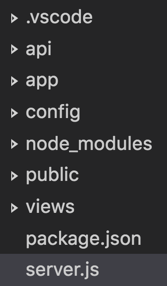 .vscode
api
app
config
node_modules
public
views
package.json
server.js